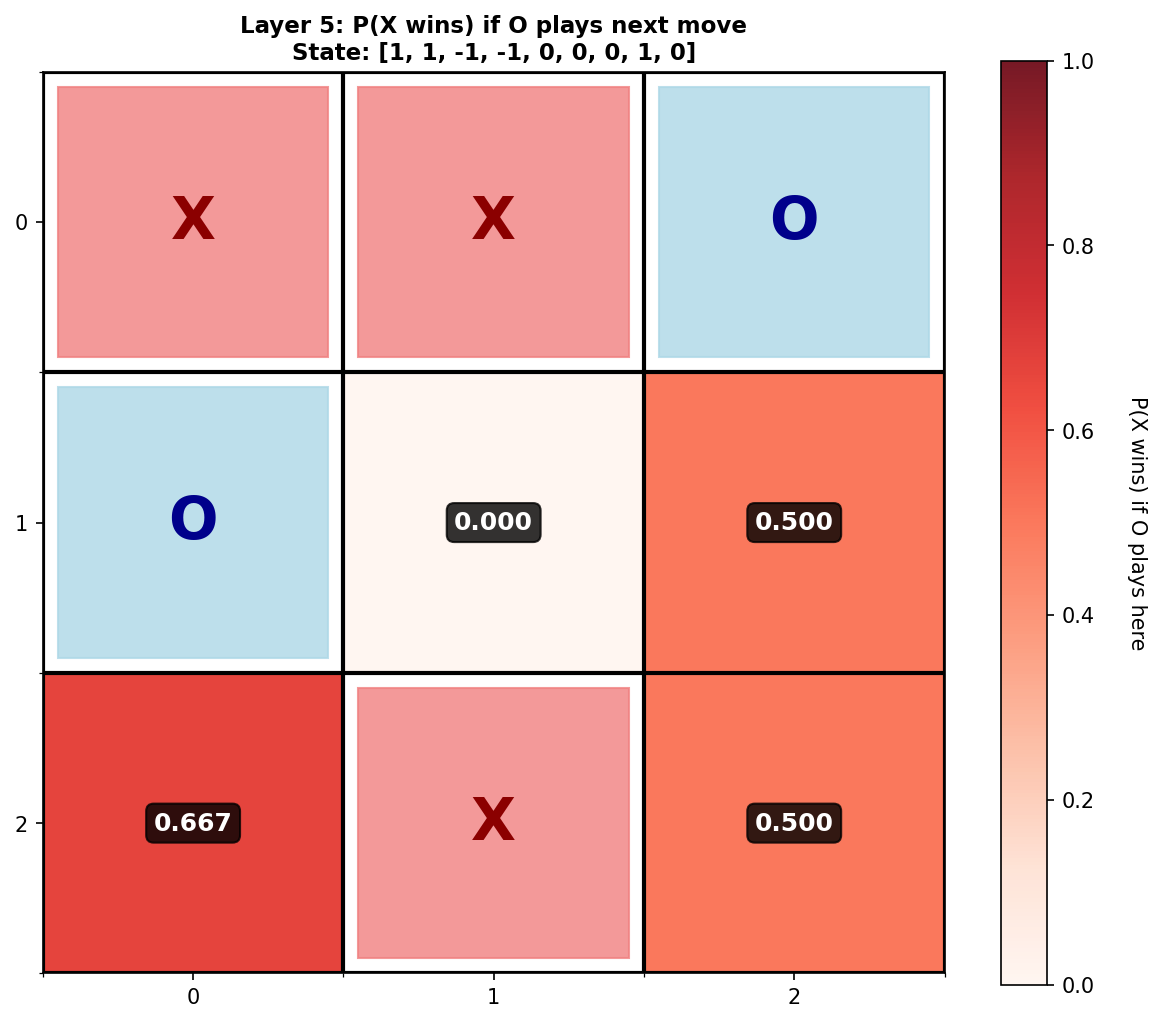 Layer 5: P(X wins) if O plays next move
State: [1, 1, -1, -1, 0, 0, 0, 1, 0]
0
X
X
O
1
O
0.000
0.500
2
0.667
X
0.500
0
1
2
1.0
0.8
0.6
0.4
0.2
0.0
P(X wins) if O plays here